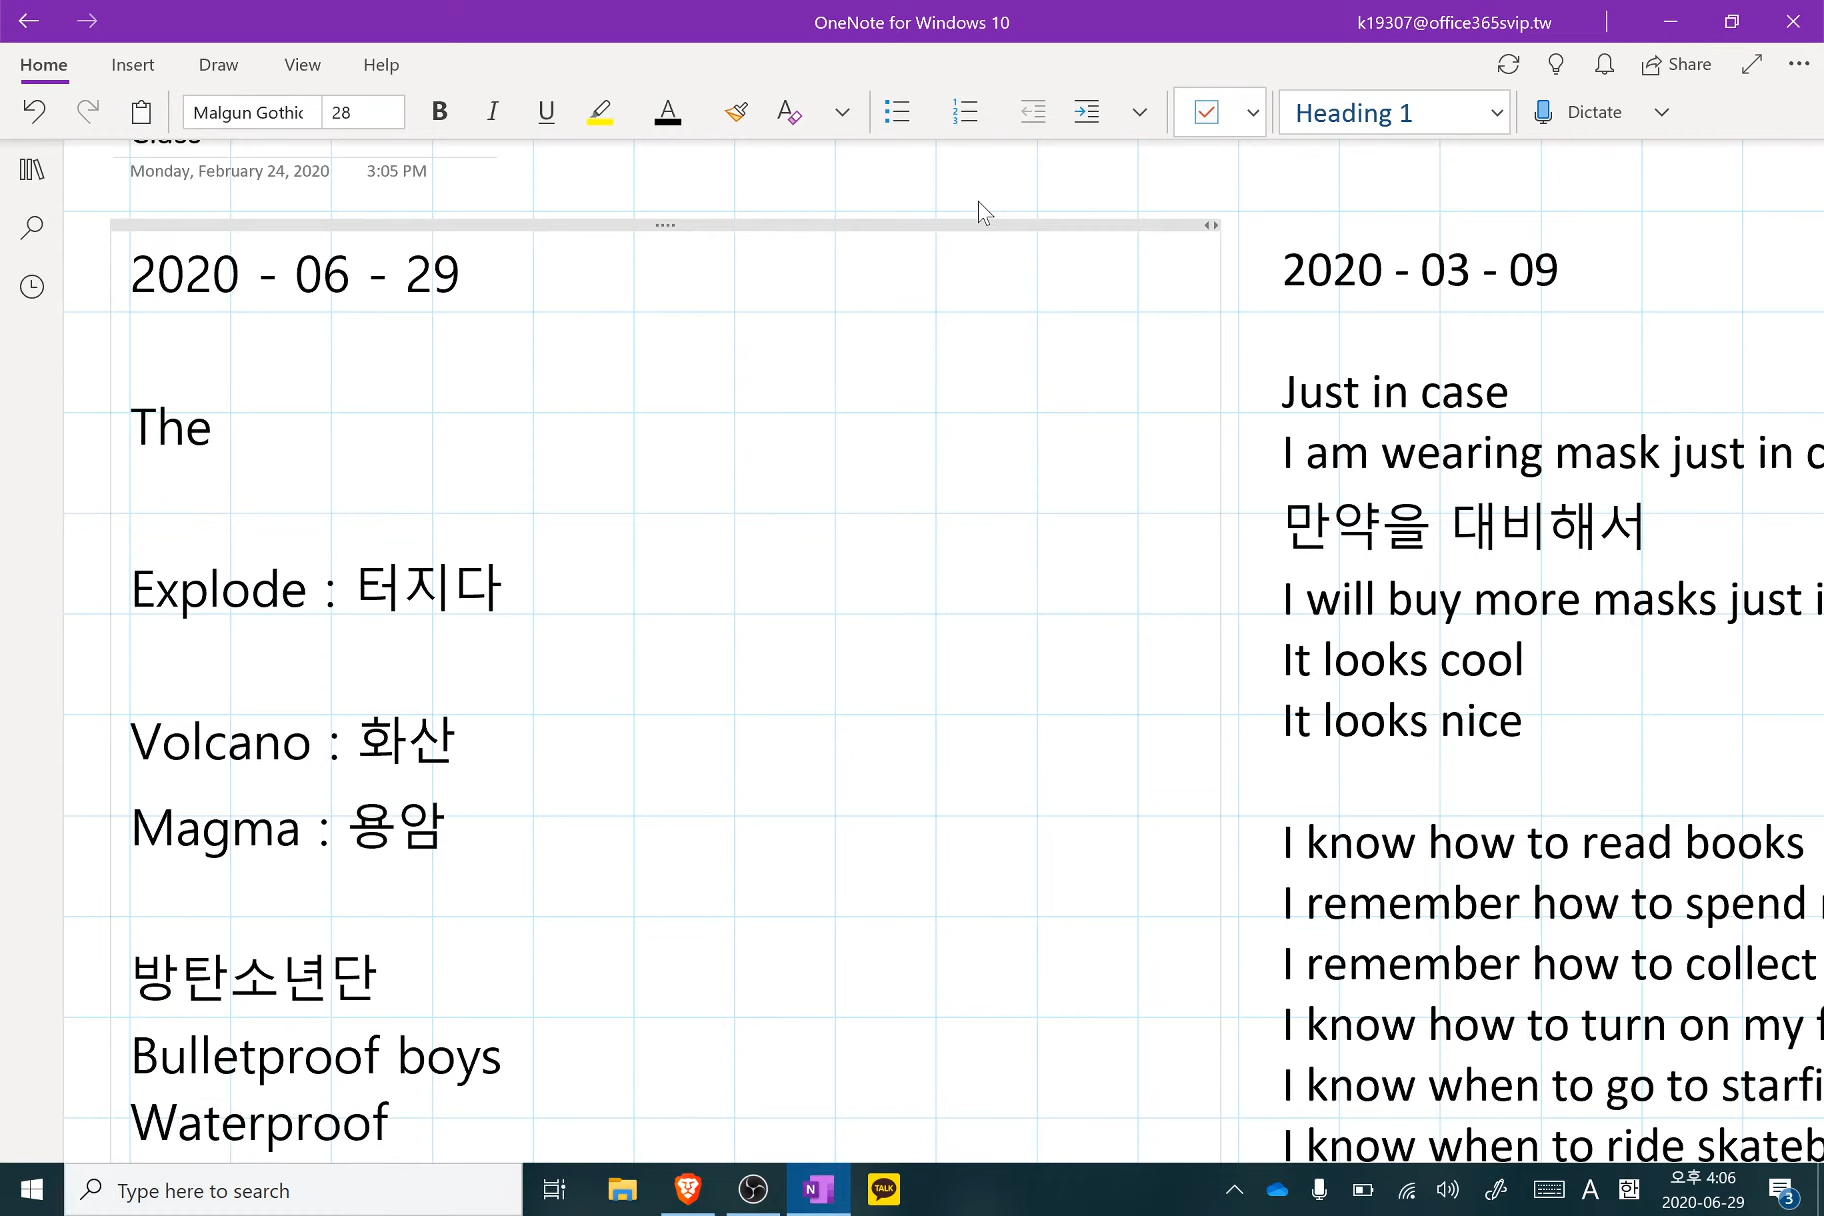 OneNote for Windows 10
k19307@office365svip.tw
Home Insert Draw View Help
Share
Malgun Gothic 28
B I U A A
Heading 1
Dictate
Class
Monday, February 24, 2020 3:05 PM
2020 - 06 - 29
The
Explode : 터지다
Volcano : 화산
Magma : 용암
방탄소년단
Bulletproof boys
Waterproof
2020 - 03 - 09
Just in case
I am wearing mask just in c
만약을 대비해서
I will buy more masks just i
It looks cool
It looks nice
I know how to read books
I remember how to spend
I remember how to collect
I know how to turn on my f
I know when to go to starfi
I know when to ride skateb
Type here to search
N
TALK
A 한
오후 4:06
2020-06-29
3